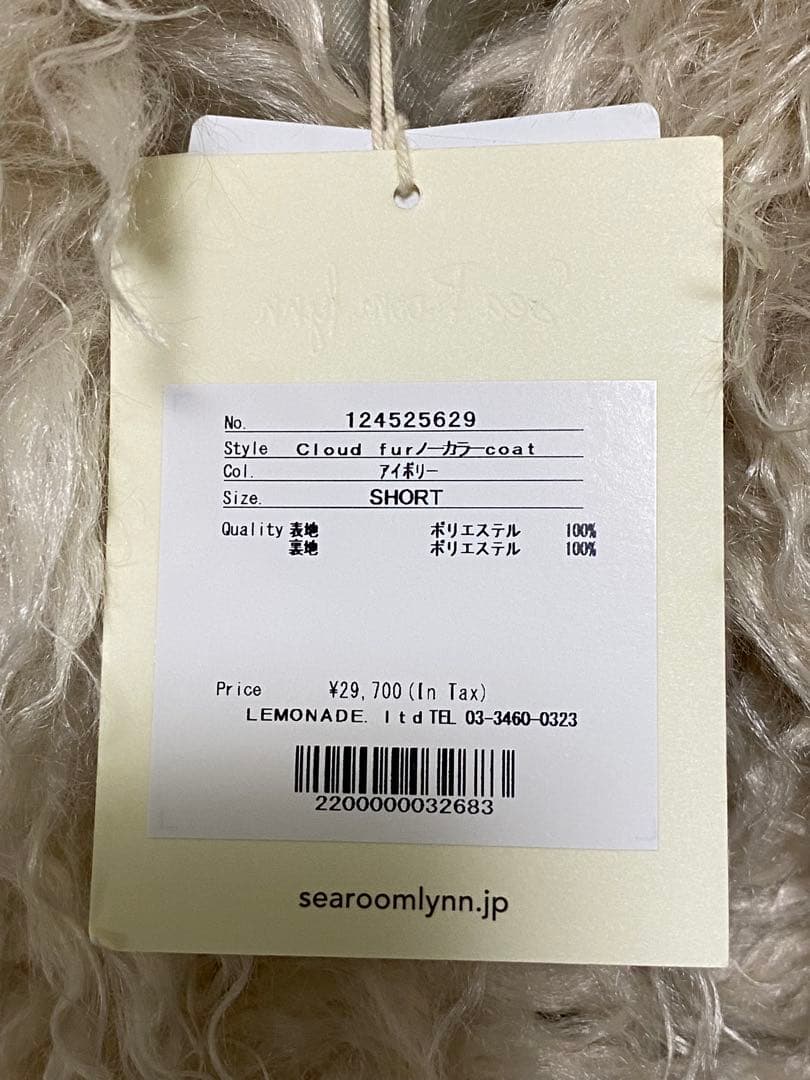 Sea Room lynn
No. 124525629
Style Cloud furノーカラーcoat
Col. アイボリー
Size. SHORT
Quality 表地 ポリエステル 100%
裏地 ポリエステル 100%
Price ¥29,700(In Tax)
LEMONADE. ltd TEL 03-3460-0323
2200000032683
searoomlynn.jp